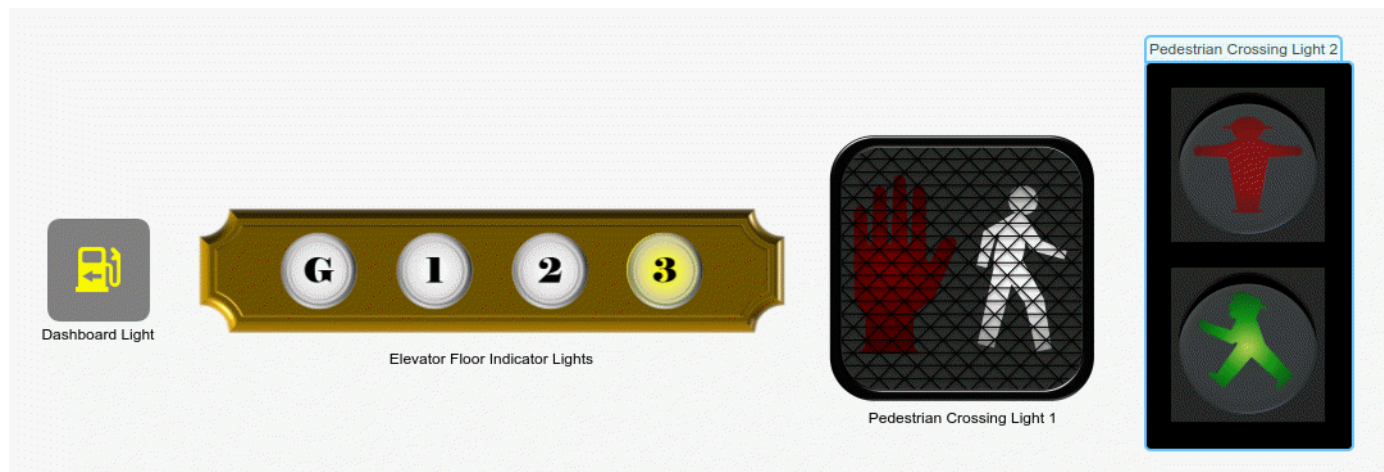 Pedestrian Crossing Light 2
G 1 2 3
Dashboard Light
Elevator Floor Indicator Lights
Pedestrian Crossing Light 1